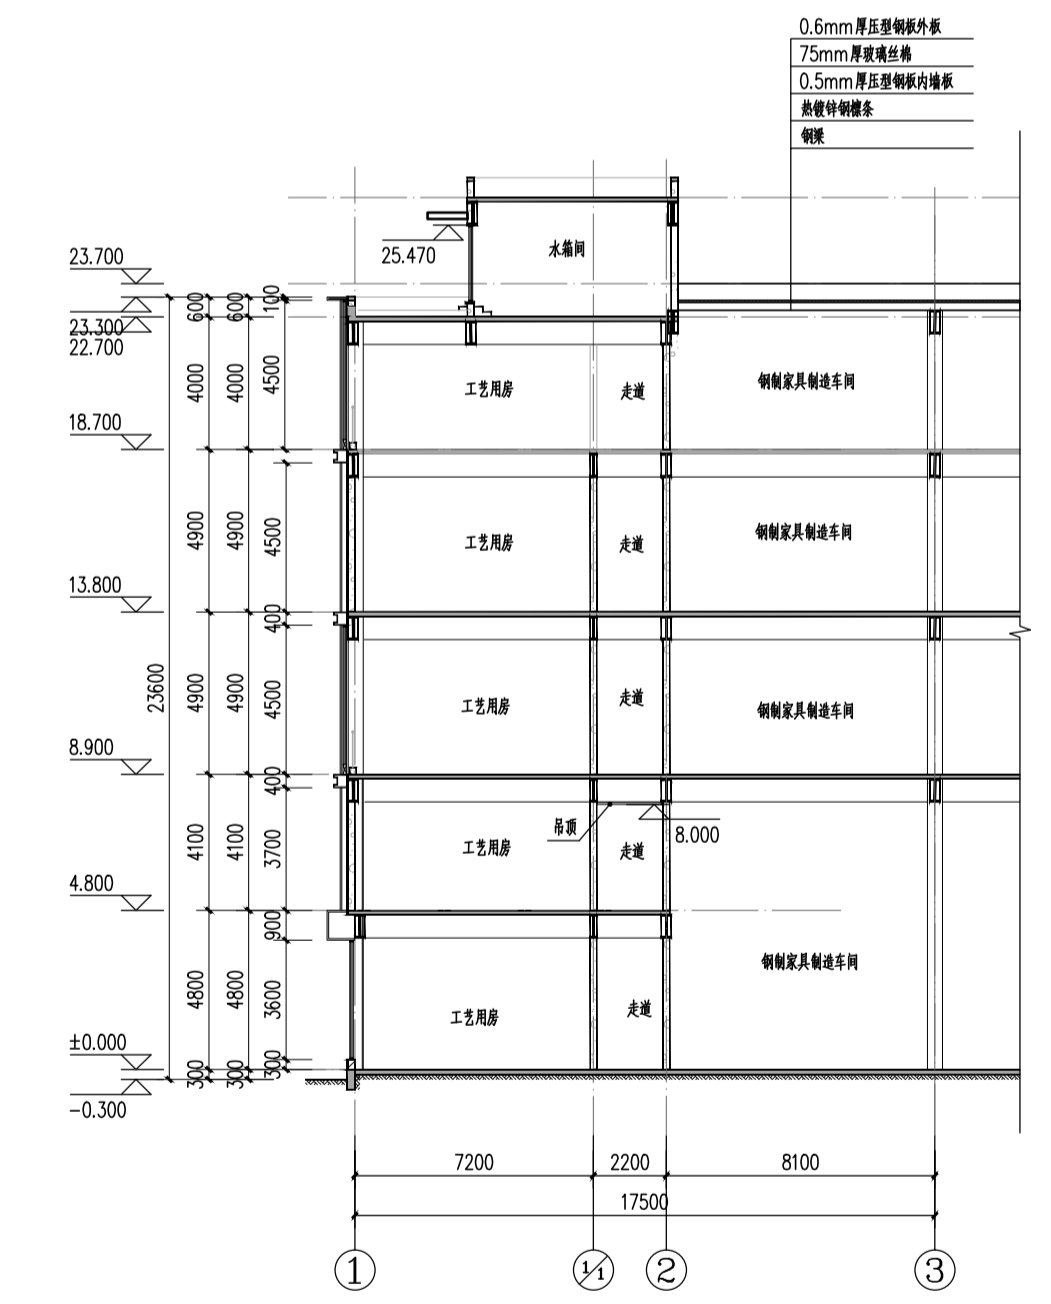 0.6mm厚压型钢板外板
75mm厚玻璃丝棉
0.5mm厚压型钢板内墙板
热镀锌钢檩条
钢梁
水箱间
25.470
23.700
23.300
22.700
18.700
13.800
8.900
4.800
±0.000
-0.300
23600
600
4000
4900
4900
4100
4800
300
600
4000
4900
4900
4100
4800
300
100
4500
4500
400
4500
400
3700
900
3600
300
工艺用房
走道
钢制家具制造车间
工艺用房
走道
钢制家具制造车间
工艺用房
走道
钢制家具制造车间
吊顶
8.000
工艺用房
走道
钢制家具制造车间
工艺用房
走道
7200
2200
8100
17500
1
1/1
2
3